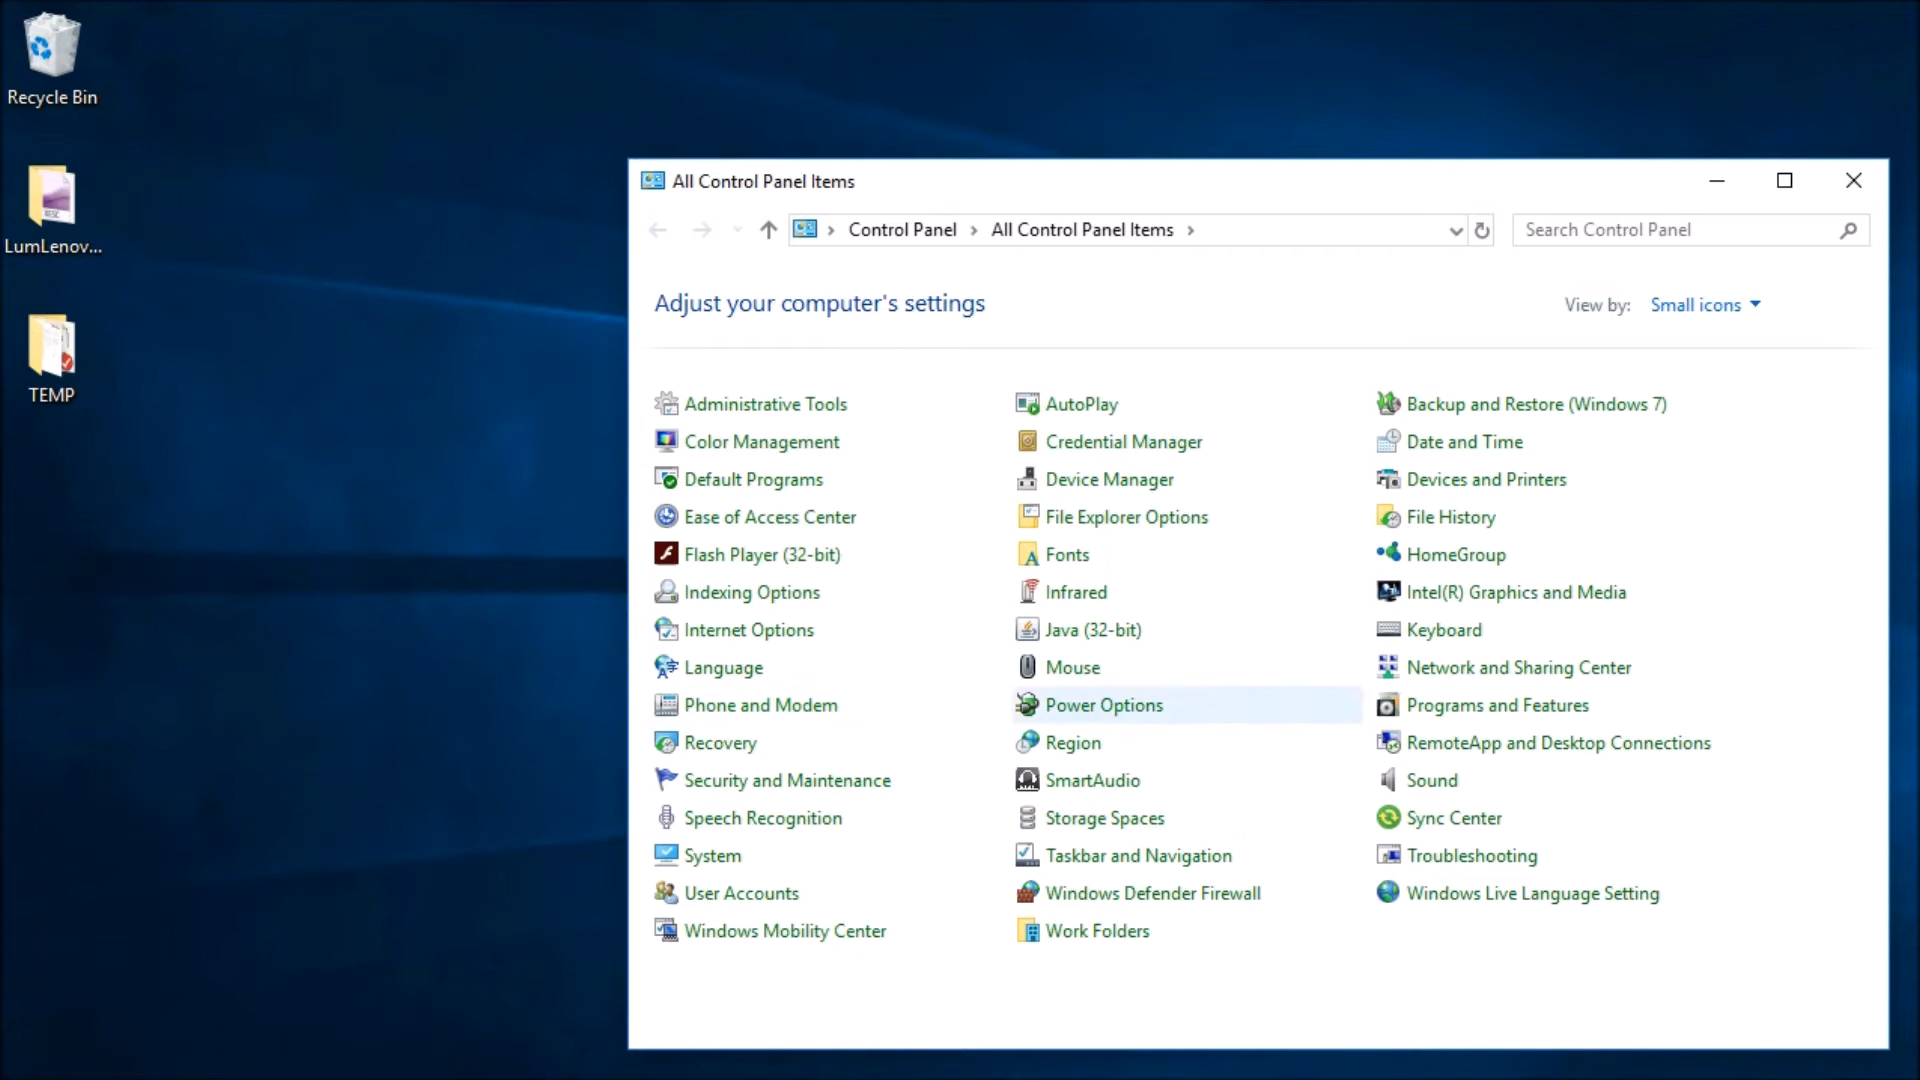 Recycle Bin
LumLenov...
TEMP
All Control Panel Items
Control Panel
All Control Panel Items
Search Control Panel
Adjust your computer's settings
View by: Small icons
Administrative Tools
AutoPlay
Backup and Restore (Windows 7)
Color Management
Credential Manager
Date and Time
Default Programs
Device Manager
Devices and Printers
Ease of Access Center
File Explorer Options
File History
Flash Player (32-bit)
Fonts
HomeGroup
Indexing Options
Infrared
Intel(R) Graphics and Media
Internet Options
Java (32-bit)
Keyboard
Language
Mouse
Network and Sharing Center
Phone and Modem
Power Options
Programs and Features
Recovery
Region
RemoteApp and Desktop Connections
Security and Maintenance
SmartAudio
Sound
Speech Recognition
Storage Spaces
Sync Center
System
Taskbar and Navigation
Troubleshooting
User Accounts
Windows Defender Firewall
Windows Live Language Setting
Windows Mobility Center
Work Folders